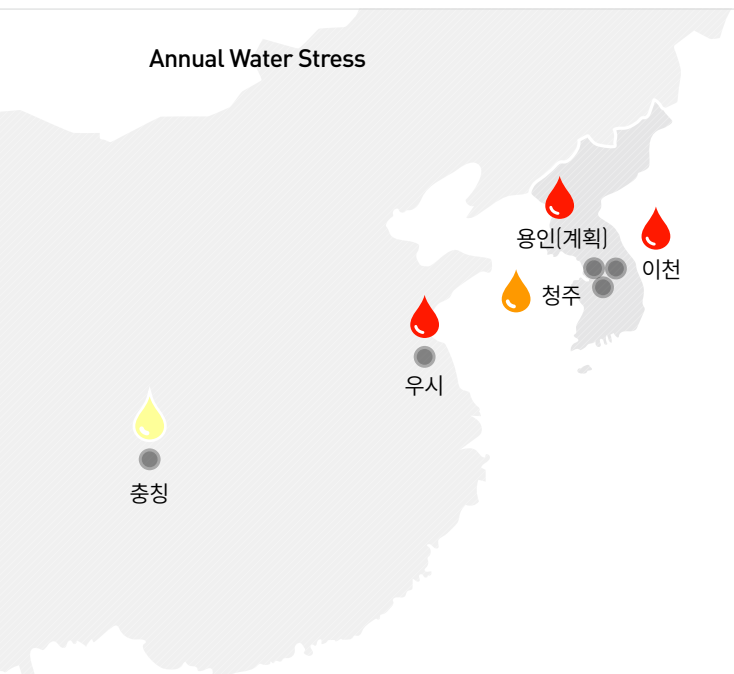 Annual Water Stress
용인(계획)
이천
청주
우시
충칭